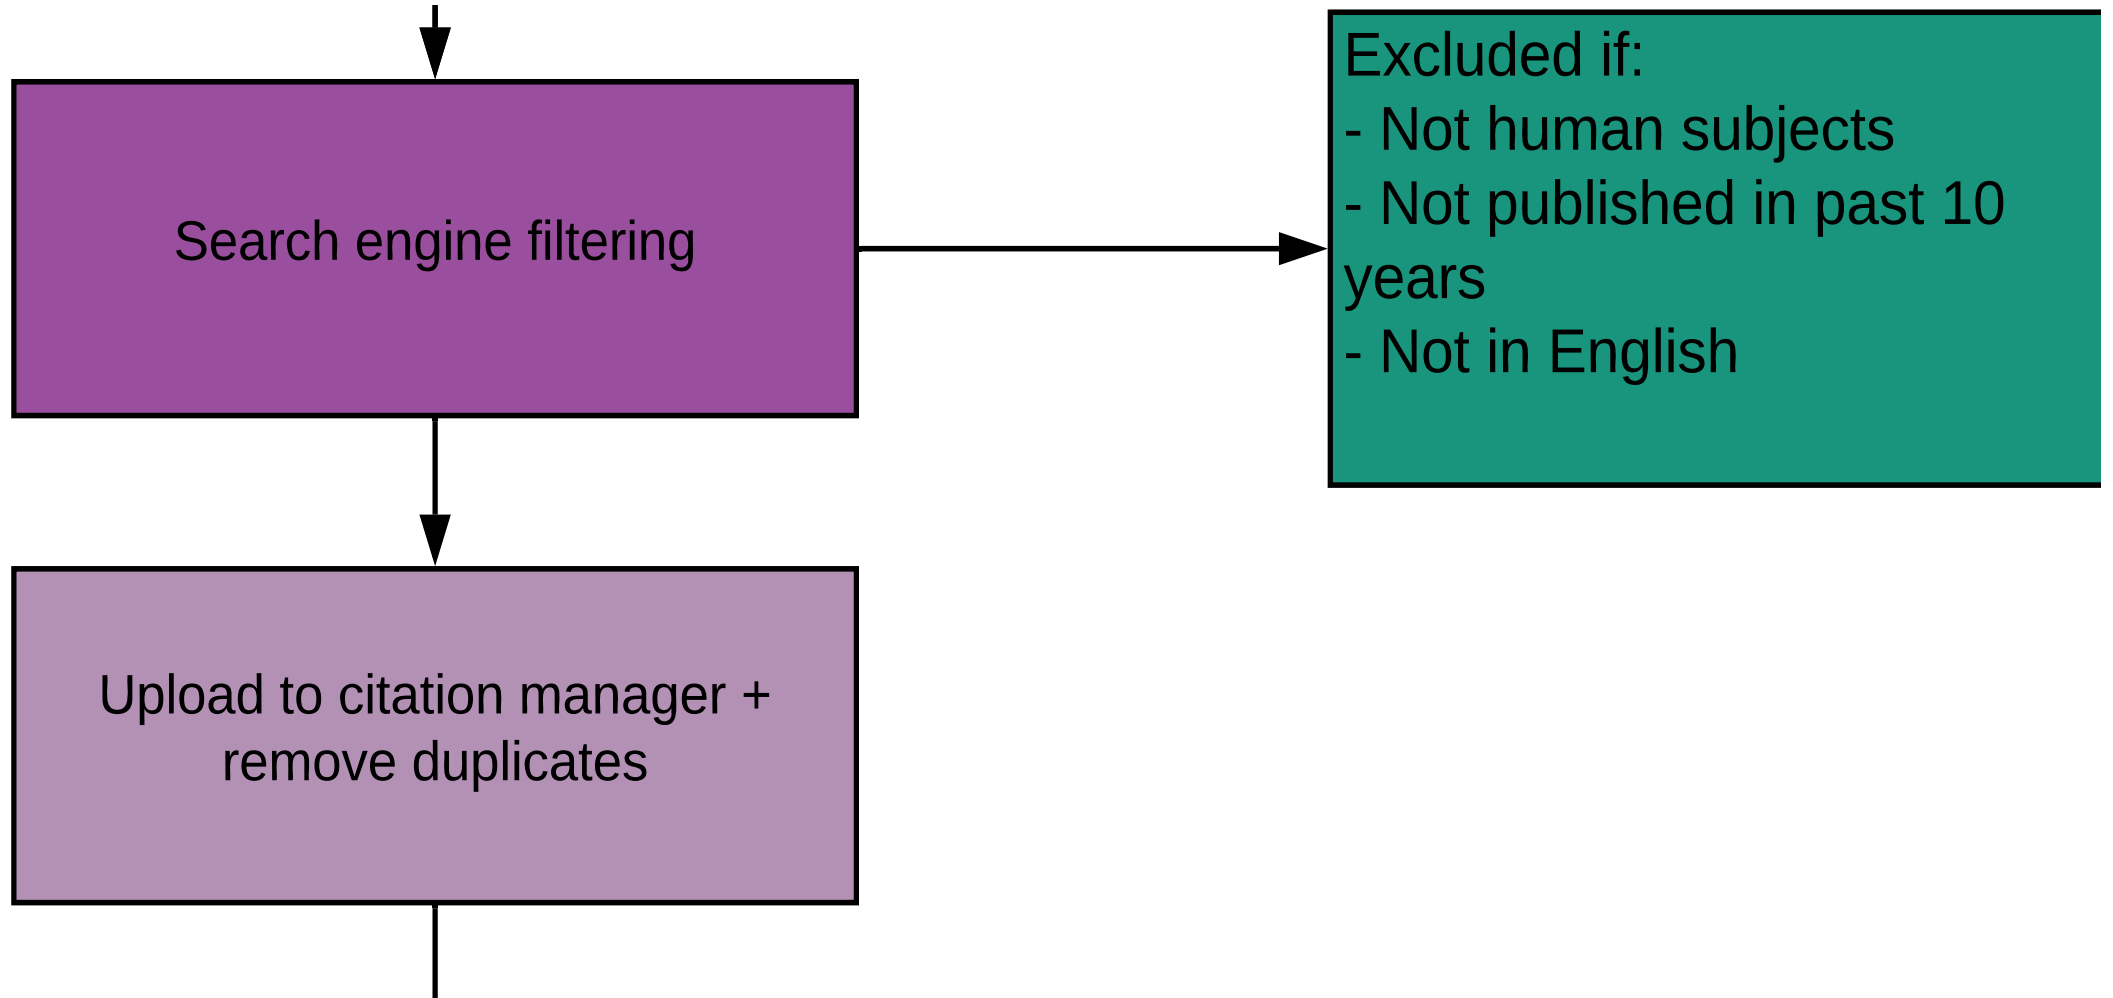 Search engine filtering
Excluded if:
- Not human subjects
- Not published in past 10
years
- Not in English
Upload to citation manager +
remove duplicates